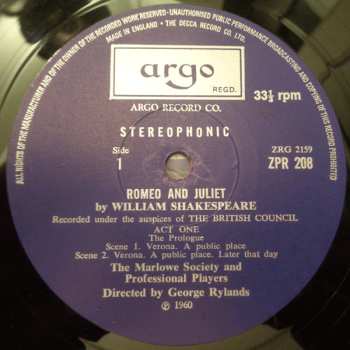 ALL RIGHTS OF THE MANUFACTURER AND OF THE OWNER OF THE RECORDED WORK RESERVED · UNAUTHORISED PUBLIC PERFORMANCE BROADCASTING AND COPYING OF THIS RECORD PROHIBITED
MADE IN ENGLAND · THE DECCA RECORD CO. LTD.
argo
REGD.
33⅓ rpm
ARGO RECORD CO.
STEREOPHONIC
Side
1
ZRG 2159
ZPR 208
ROMEO AND JULIET
by WILLIAM SHAKESPEARE
Recorded under the auspices of THE BRITISH COUNCIL
ACT ONE
The Prologue
Scene 1. Verona. A public place
Scene 2. Verona. A public place. Later that day
The Marlowe Society and
Professional Players
Directed by George Rylands
℗ 1960